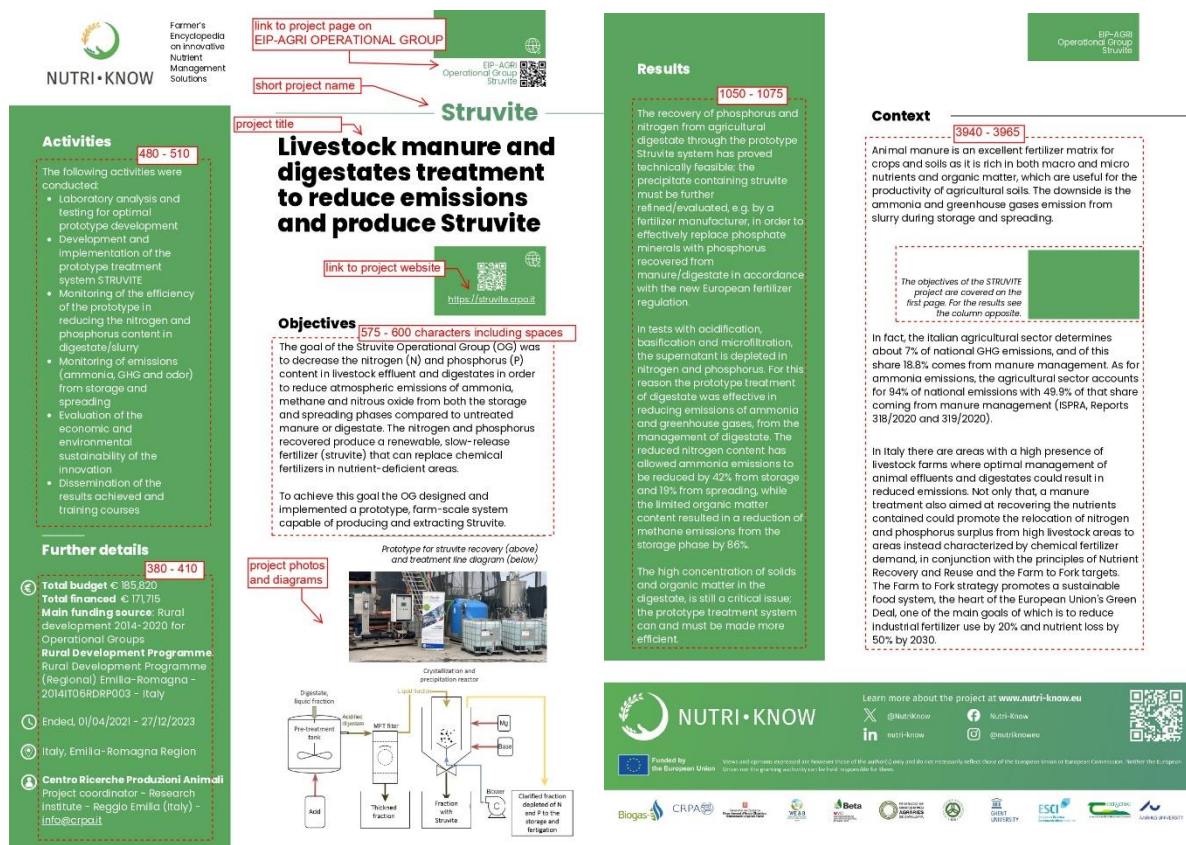 NUTRI•KNOW
Farmer's
Encyclopedia
on innovative
Nutrient
Management
Solutions
link to project page on
EIP-AGRI OPERATIONAL GROUP
EIP-AGRI
Operational Group
Struvite
short project name
Struvite
project title
Livestock manure and
digestates treatment
to reduce emissions
and produce Struvite
link to project website
https://struvite.crpa.it
Activities
480 - 510
The following activities were
conducted:
• Laboratory analysis and
testing for optimal
prototype development
• Development and
implementation of the
prototype treatment
system STRUVITE
• Monitoring of the efficiency
of the prototype in
reducing the nitrogen and
phosphorus content in
digestate/slurry
• Monitoring of emissions
(ammonia, GHG and odor)
from storage and
spreading
• Evaluation of the
economic and
environmental
sustainability of the
innovation
• Dissemination of the
results achieved and
training courses
Further details
380 - 410
Total budget € 185,820
Total financed € 171,715
Main funding source: Rural
development 2014-2020 for
Operational Groups
Rural Development Programme
Rural Development Programme
(Regional) Emilia-Romagna -
2014IT06RDRP003 - Italy
Ended, 01/04/2021 - 27/12/2023
Italy, Emilia-Romagna Region
Centro Ricerche Produzioni Animali
Project coordinator - Research
Institute - Reggio Emilia (Italy) -
info@crpa.it
Objectives
575 - 600 characters including spaces
The goal of the Struvite Operational Group (OG) was
to decrease the nitrogen (N) and phosphorus (P)
content in livestock effluent and digestates in order
to reduce atmospheric emissions of ammonia,
methane and nitrous oxide from both the storage
and spreading phases compared to untreated
manure or digestate. The nitrogen and phosphorus
recovered produce a renewable, slow-release
fertilizer (struvite) that can replace chemical
fertilizers in nutrient-deficient areas.
To achieve this goal the OG designed and
implemented a prototype, farm-scale system
capable of producing and extracting Struvite.
Prototype for struvite recovery (above)
and treatment line diagram (below)
project photos
and diagrams
Crystallization and
precipitation reactor
Digestate,
liquid fraction
Liquid fraction
Acidified
digestate
MFT filter
Pre-treatment
tank
Mg
Base
Blower
C
Acid
Thickned
fraction
Fraction
with
Struvite
Clarified fraction
depleted of N
and P to the
storage and
fertigation
Results
1050 - 1075
The recovery of phosphorus and
nitrogen from agricultural
digestate through the prototype
Struvite system has proved
technically feasible; the
precipitate containing struvite
must be further
refined/evaluated, e.g. by a
fertilizer manufacturer, in order to
effectively replace phosphate
minerals with phosphorus
recovered from
manure/digestate in accordance
with the new European fertilizer
regulation.
In tests with acidification,
basification and microfiltration,
the supernatant is depleted in
nitrogen and phosphorus. For this
reason the prototype treatment
of digestate was effective in
reducing emissions of ammonia
and greenhouse gases, from the
management of digestate. The
reduced nitrogen content has
allowed ammonia emissions to
be reduced by 42% from storage
and 19% from spreading, while
the limited organic matter
content resulted in a reduction of
methane emissions from the
storage phase by 86%.
The high concentration of solids
and organic matter in the
digestate, is still a critical issue;
the prototype treatment system
can and must be made more
efficient.
EIP-AGRI
Operational Group
Struvite
Context
3940 - 3965
Animal manure is an excellent fertilizer matrix for
crops and soils as it is rich in both macro and micro
nutrients and organic matter, which are useful for the
productivity of agricultural soils. The downside is the
ammonia and greenhouse gases emission from
slurry during storage and spreading.
The objectives of the STRUVITE
project are covered on the
first page. For the results see
the column opposite.
In fact, the italian agricultural sector determines
about 7% of national GHG emissions, and of this
share 18.8% comes from manure management. As for
ammonia emissions, the agricultural sector accounts
for 94% of national emissions with 49.9% of that share
coming from manure management (ISPRA, Reports
318/2020 and 319/2020).
In Italy there are areas with a high presence of
livestock farms where optimal management of
animal effluents and digestates could result in
reduced emissions. Not only that, a manure
treatment also aimed at recovering the nutrients
contained could promote the relocation of nitrogen
and phosphorus surplus from high livestock areas to
areas instead characterized by chemical fertilizer
demand, in conjunction with the principles of Nutrient
Recovery and Reuse and the Farm to Fork targets.
The Farm to Fork strategy promotes a sustainable
food system, the heart of the European Union's Green
Deal, one of the main goals of which is to reduce
industrial fertilizer use by 20% and nutrient loss by
50% by 2030.
NUTRI•KNOW
Learn more about the project at www.nutri-know.eu
@NutriKnow
Nutri-Know
nutri-know
@nutriknoweu
Funded by
the European Union
Views and opinions expressed are however those of the author(s) only and do not necessarily reflect those of the European Union or European Commission. Neither the European
Union nor the granting authority can be held responsible for them.
Biogas-e
CRPA
Beta
GHENT
UNIVERSITY
ESCI
AARHUS UNIVERSITY